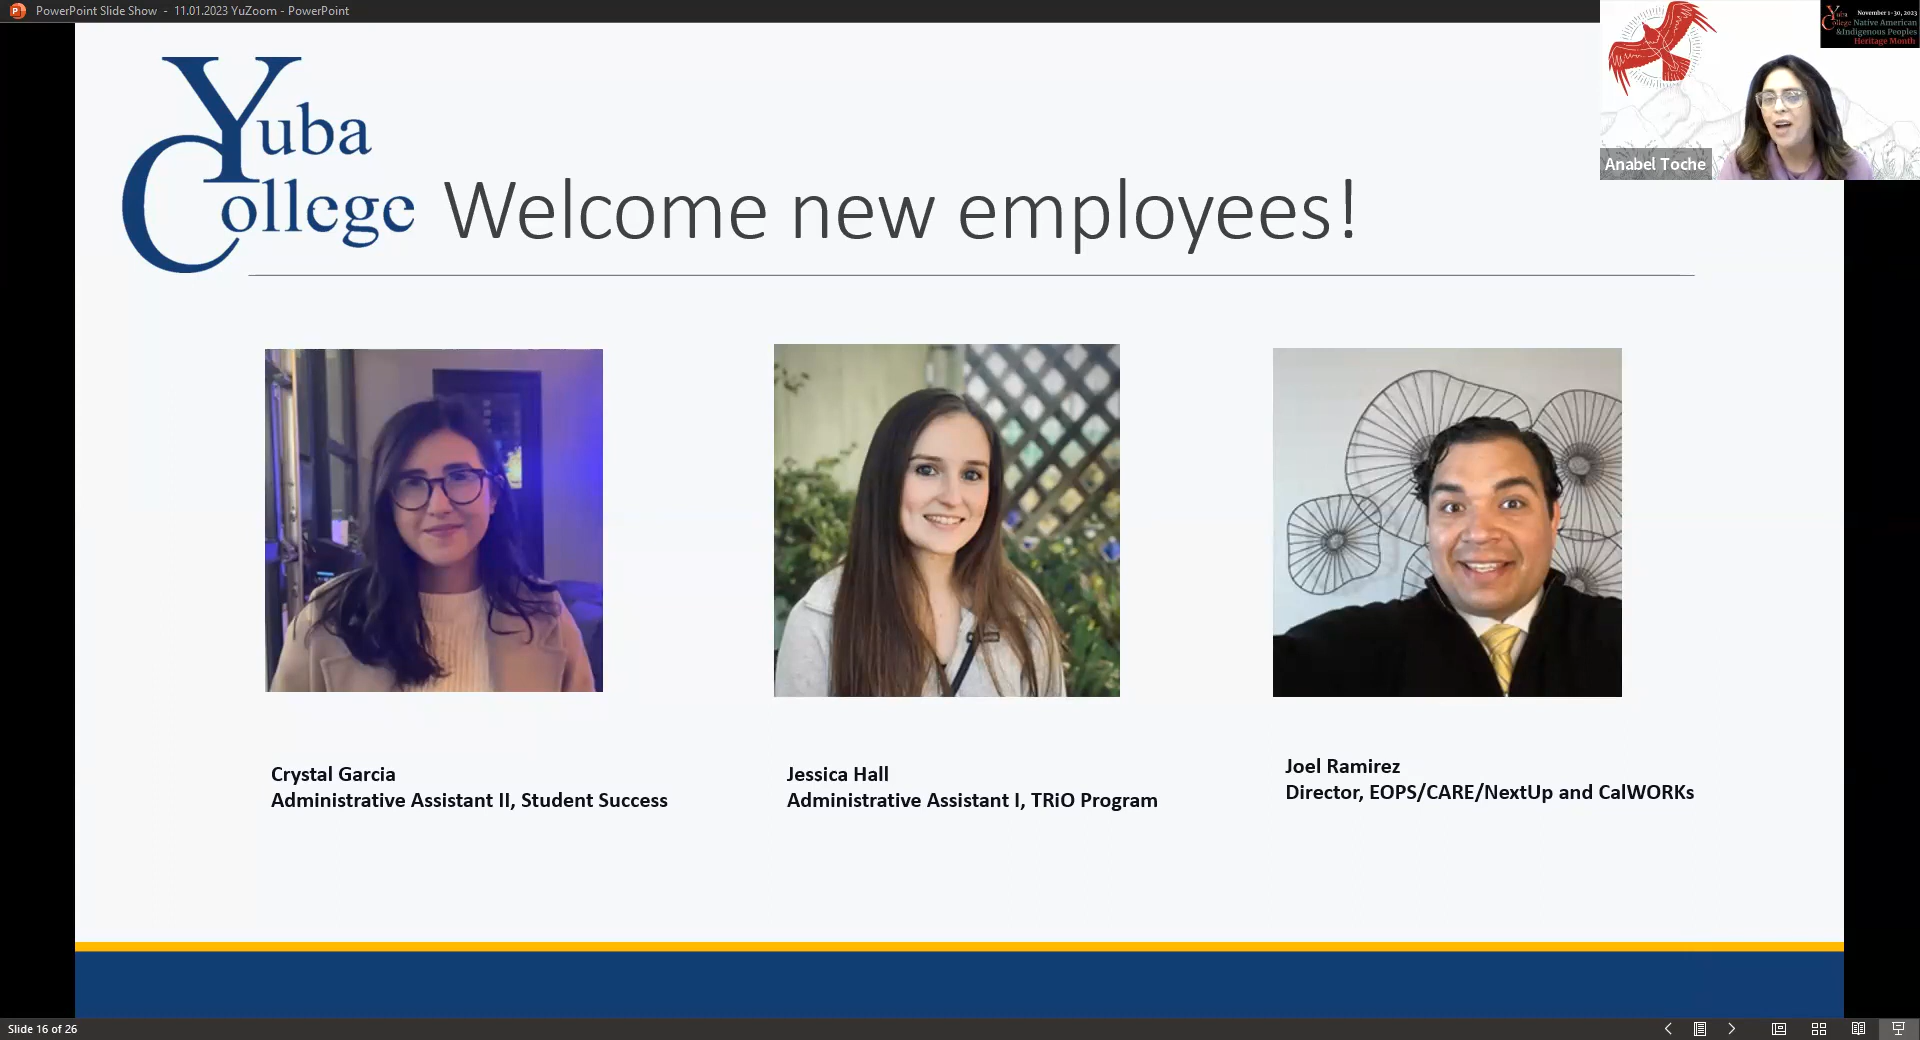 PowerPoint Slide Show - 11.01.2023 YuZoom - PowerPoint
November 1-30, 2023
Yuba College Native American
&Indigenous Peoples
Heritage Month
Anabel Toche
Yuba
College
Welcome new employees!
Crystal Garcia
Administrative Assistant II, Student Success
Jessica Hall
Administrative Assistant I, TRiO Program
Joel Ramirez
Director, EOPS/CARE/NextUp and CalWORKs
Slide 16 of 26